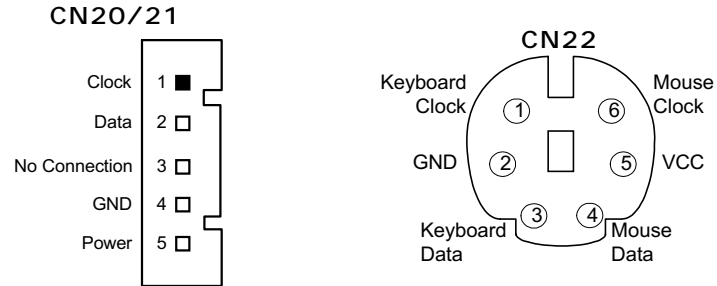 CN20/21
Clock 1
Data 2
No Connection 3
GND 4
Power 5
CN22
Keyboard
Clock
Mouse
Clock
1
6
GND
2
5
VCC
3
4
Keyboard
Data
Mouse
Data